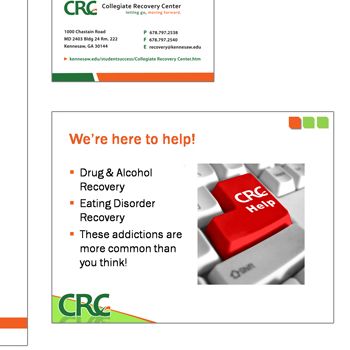 CRC Collegiate Recovery Center
letting go, moving forward.
1000 Chastain Road
MD 2403 Bldg 24 Rm. 222
Kennesaw, GA 30144
P 678.797.2538
F 678.797.2540
E recovery@kennesaw.edu
kennesaw.edu/studentsuccess/Collegiate Recovery Center.htm
We're here to help!
Drug & Alcohol
Recovery
Eating Disorder
Recovery
These addictions are
more common than
you think!
CRC
Help
Shift
CRC